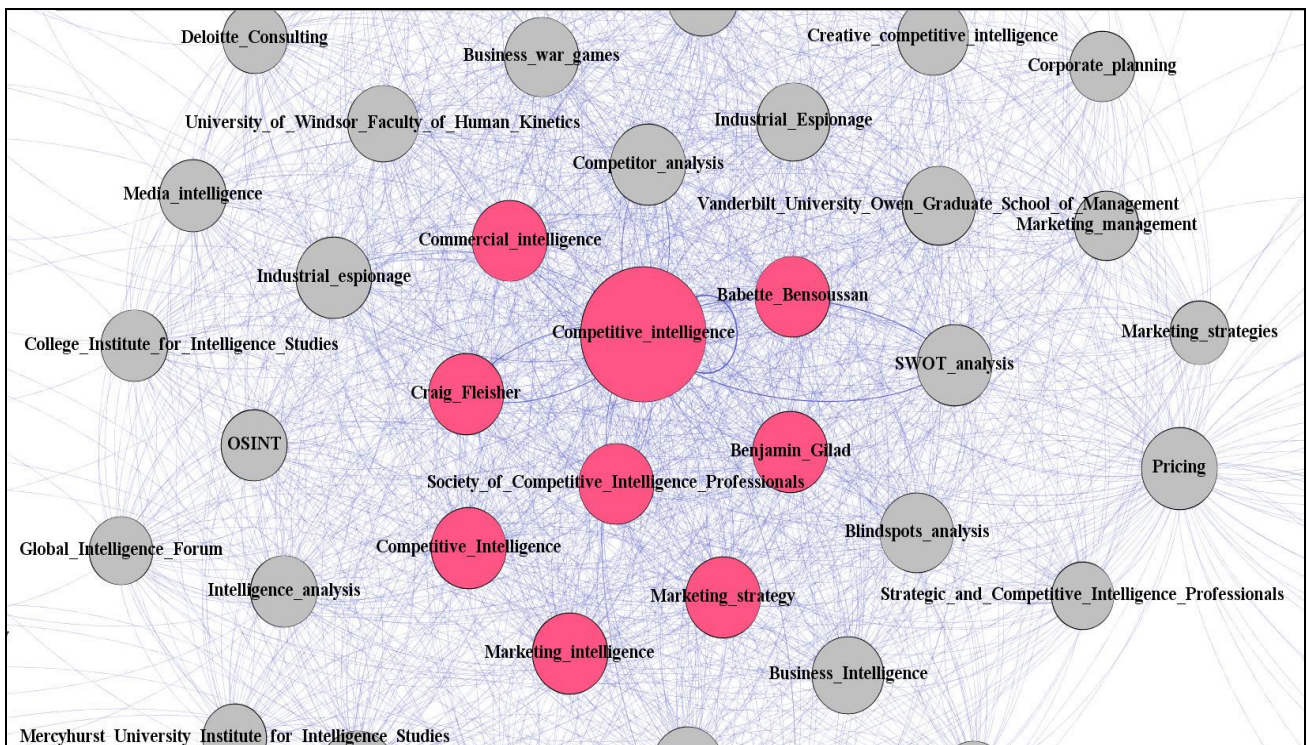 Deloitte_Consulting
Business_war_games
Creative_competitive_intelligence
Corporate_planning
University_of_Windsor_Faculty_of_Human_Kinetics
Industrial_Espionage
Competitor_analysis
Media_intelligence
Vanderbilt_University_Owen_Graduate_School_of_Management
Marketing_management
Commercial_intelligence
Industrial_espionage
Babette_Bensoussan
Competitive_intelligence
Marketing_strategies
College_Institute_for_Intelligence_Studies
SWOT_analysis
Craig_Fleisher
OSINT
Benjamin_Gilad
Pricing
Society_of_Competitive_Intelligence_Professionals
Blindspots_analysis
Competitive_Intelligence
Global_Intelligence_Forum
Intelligence_analysis
Marketing_strategy
Strategic_and_Competitive_Intelligence_Professionals
Marketing_intelligence
Business_Intelligence
Mercyhurst_University_Institute_for_Intelligence_Studies